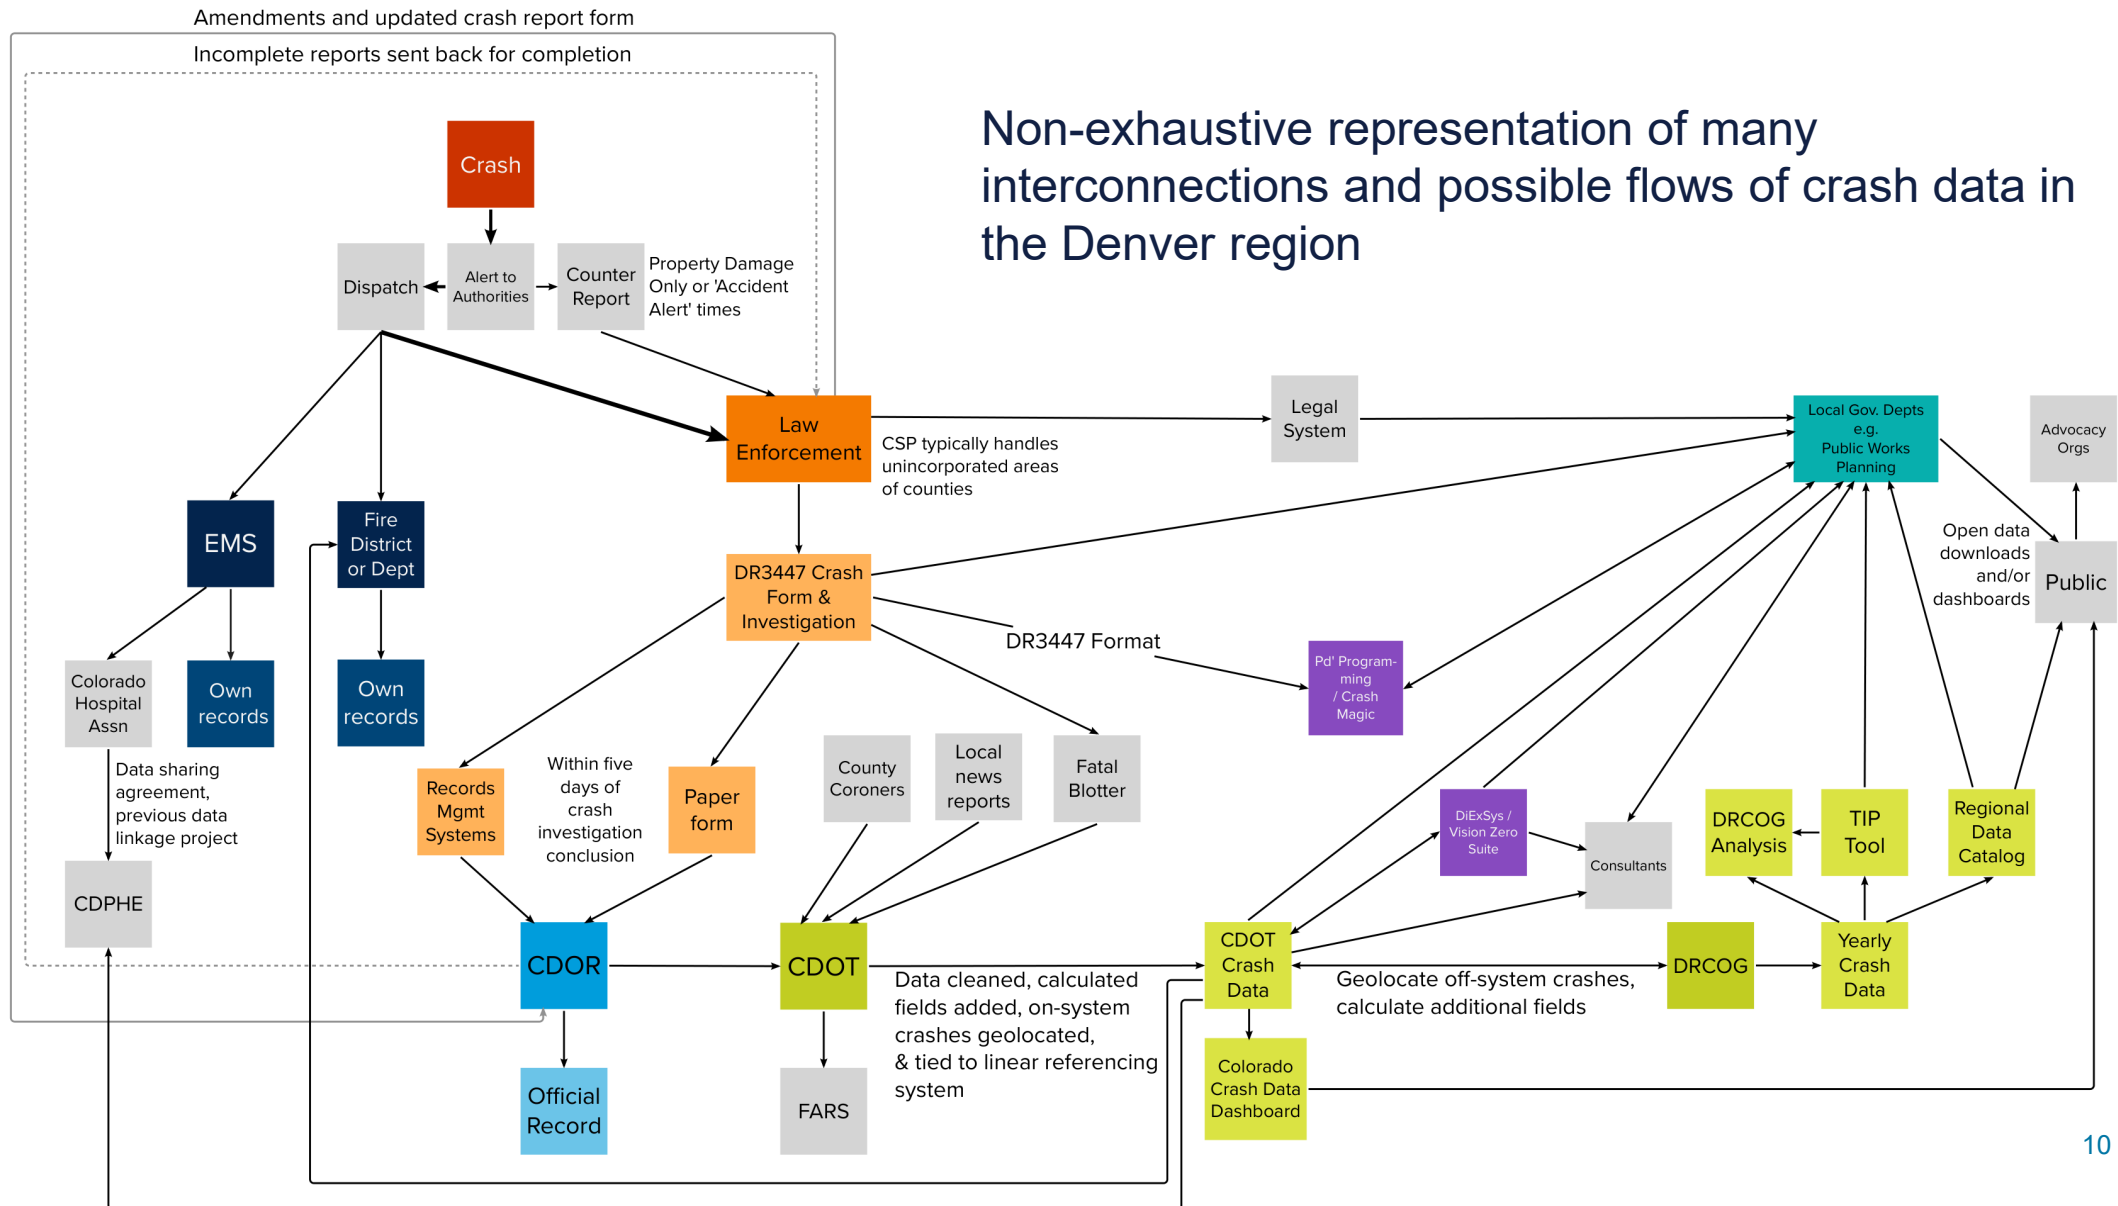 Amendments and updated crash report form
Incomplete reports sent back for completion
Non-exhaustive representation of many
interconnections and possible flows of crash data in
the Denver region
Crash
Dispatch
Alert to
Authorities
Counter
Report
Property Damage
Only or 'Accident
Alert' times
Law
Enforcement
CSP typically handles
unincorporated areas
of counties
Legal
System
Local Gov. Depts
e.g.
Public Works
Planning
Advocacy
Orgs
EMS
Fire
District
or Dept
DR3447 Crash
Form &
Investigation
DR3447 Format
Open data
downloads
and/or
dashboards
Public
Colorado
Hospital
Assn
Own
records
Own
records
Pd' Program-
ming
/ Crash
Magic
Data sharing
agreement,
previous data
linkage project
Records
Mgmt
Systems
Within five
days of
crash
investigation
conclusion
Paper
form
County
Coroners
Local
news
reports
Fatal
Blotter
DiExSys /
Vision Zero
Suite
Consultants
DRCOG
Analysis
TIP
Tool
Regional
Data
Catalog
CDPHE
CDOR
CDOT
Data cleaned, calculated
fields added, on-system
crashes geolocated,
& tied to linear referencing
system
CDOT
Crash
Data
Geolocate off-system crashes,
calculate additional fields
DRCOG
Yearly
Crash
Data
Official
Record
FARS
Colorado
Crash Data
Dashboard
10